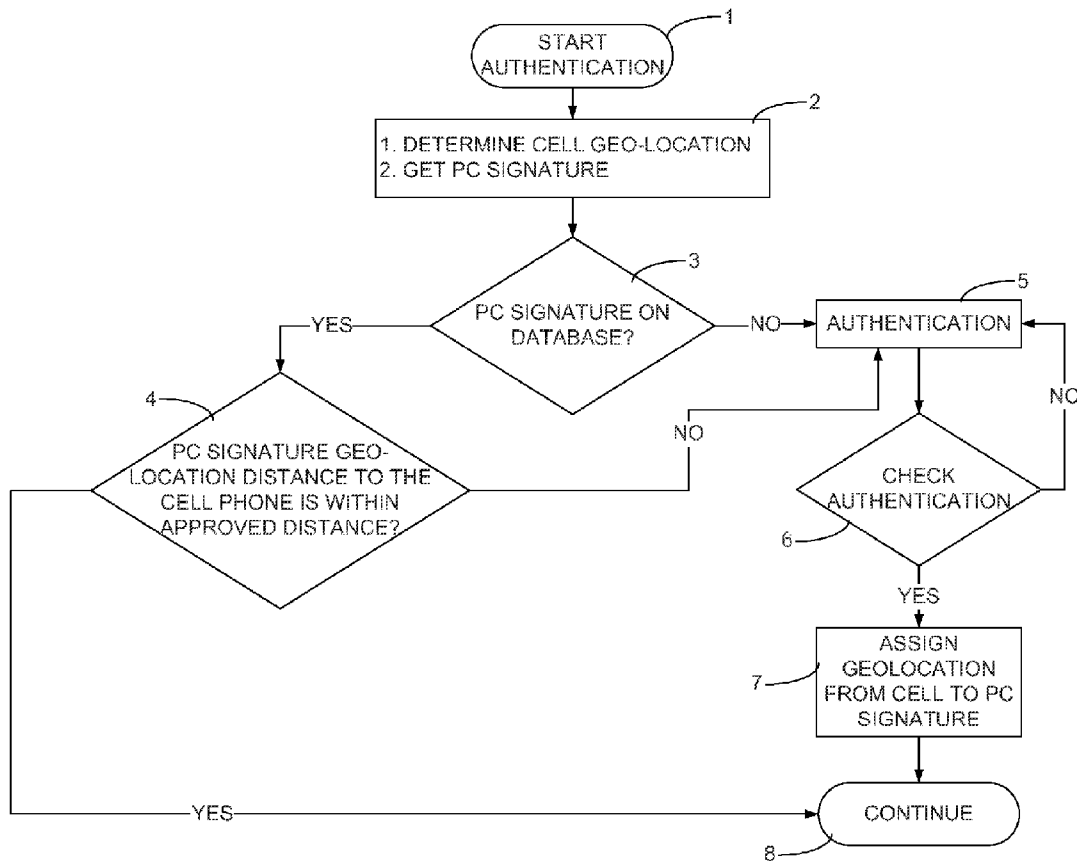 1
START
AUTHENTICATION
2
1. DETERMINE CELL GEO-LOCATION
2. GET PC SIGNATURE
3
PC SIGNATURE ON
DATABASE?
YES
NO
5
AUTHENTICATION
NO
4
PC SIGNATURE GEO-
LOCATION DISTANCE TO THE
CELL PHONE IS WITHIN
APPROVED DISTANCE?
NO
CHECK
AUTHENTICATION
6
YES
7
ASSIGN
GEOLOCATION
FROM CELL TO PC
SIGNATURE
YES
CONTINUE
8